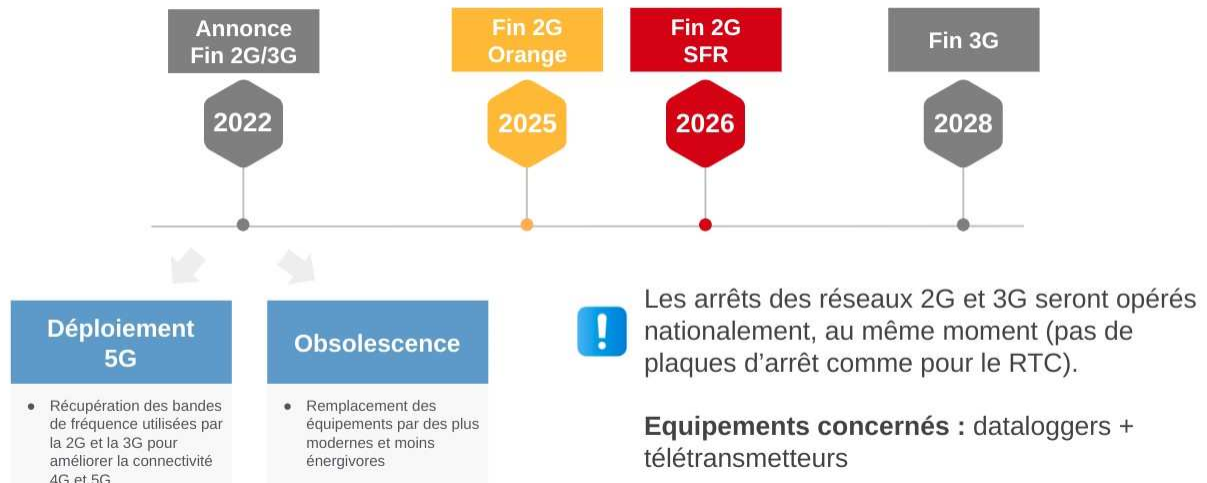 Annonce
Fin 2G/3G
Fin 2G
Orange
Fin 2G
SFR
Fin 3G
2022
2025
2026
2028
Déploiement
5G
● Récupération des bandes
de fréquence utilisées par
la 2G et la 3G pour
améliorer la connectivité
4G et 5G
Obsolescence
● Remplacement des
équipements par des plus
modernes et moins
énergivores
!
Les arrêts des réseaux 2G et 3G seront opérés
nationalement, au même moment (pas de
plaques d’arrêt comme pour le RTC).
Equipements concernés : dataloggers +
télétransmetteurs